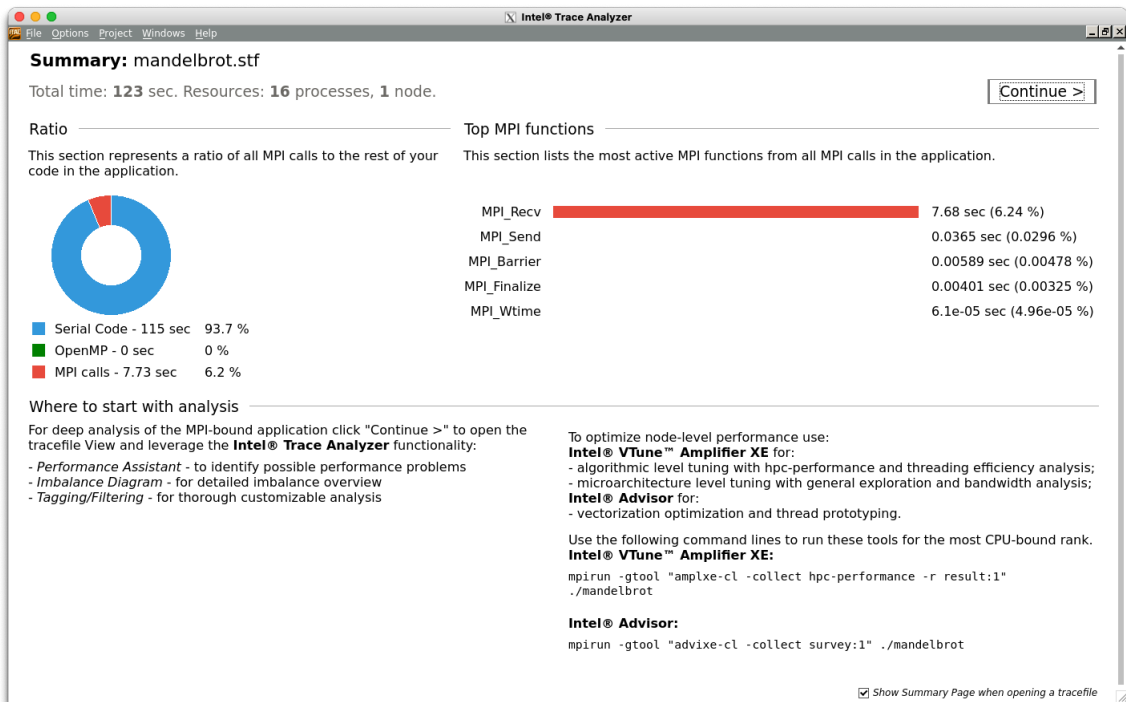 Intel® Trace Analyzer
File Options Project Windows Help
Summary: mandelbrot.stf
Total time: 123 sec. Resources: 16 processes, 1 node.
Continue >
Ratio
This section represents a ratio of all MPI calls to the rest of your
code in the application.
Serial Code - 115 sec 93.7 %
OpenMP - 0 sec 0 %
MPI calls - 7.73 sec 6.2 %
Top MPI functions
This section lists the most active MPI functions from all MPI calls in the application.
MPI_Recv 7.68 sec (6.24 %)
MPI_Send 0.0365 sec (0.0296 %)
MPI_Barrier 0.00589 sec (0.00478 %)
MPI_Finalize 0.00401 sec (0.00325 %)
MPI_Wtime 6.1e-05 sec (4.96e-05 %)
Where to start with analysis
For deep analysis of the MPI-bound application click "Continue >" to open the
tracefile View and leverage the Intel® Trace Analyzer functionality:
- Performance Assistant - to identify possible performance problems
- Imbalance Diagram - for detailed imbalance overview
- Tagging/Filtering - for thorough customizable analysis
To optimize node-level performance use:
Intel® VTune™ Amplifier XE for:
- algorithmic level tuning with hpc-performance and threading efficiency analysis;
- microarchitecture level tuning with general exploration and bandwidth analysis;
Intel® Advisor for:
- vectorization optimization and thread prototyping.
Use the following command lines to run these tools for the most CPU-bound rank.
Intel® VTune™ Amplifier XE:
mpirun -gtool "amplxe-cl -collect hpc-performance -r result:1"
./mandelbrot
Intel® Advisor:
mpirun -gtool "advixe-cl -collect survey:1" ./mandelbrot
Show Summary Page when opening a tracefile